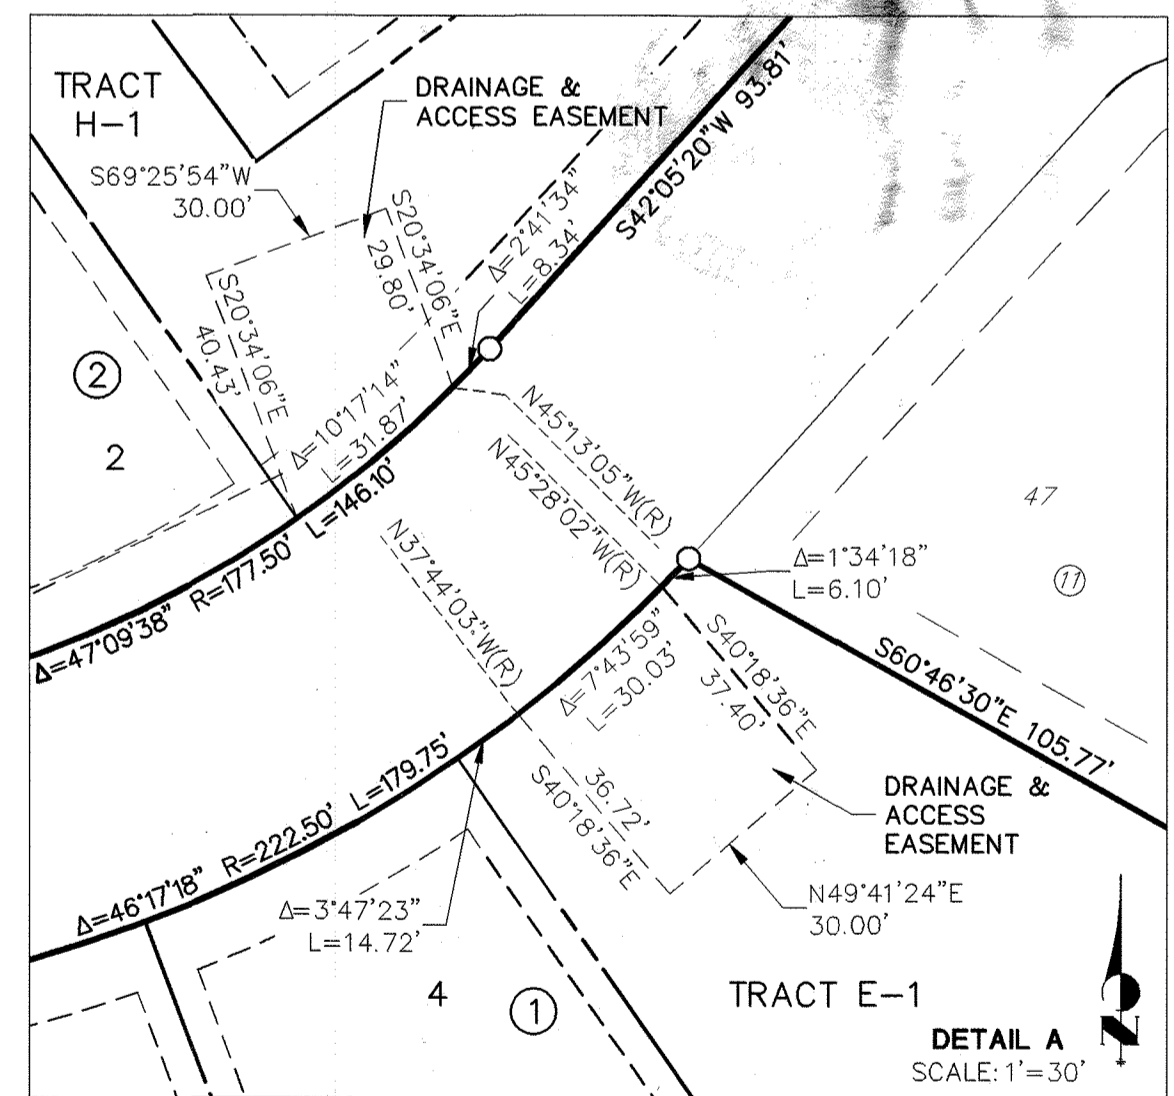 TRACT
H-1
DRAINAGE &
ACCESS EASEMENT
S69°25'54"W
30.00'
S42°05'20"W 93.81'
S20°34'06"E
29.80'
Δ=2°41'34"
L=8.34'
S20°34'06"E
40.43'
2
2
Δ=10°17'14"
L=31.87'
N45°13'05"W(R)
N45°28'02"W(R)
N37°44'03"W(R)
Δ=47°09'38" R=177.50' L=146.10'
47
11
Δ=1°34'18"
L=6.10'
Δ=7°43'59"
L=30.03'
S40°18'36"E
37.40'
S60°46'30"E 105.77'
36.72'
S40°18'36"E
DRAINAGE &
ACCESS
EASEMENT
Δ=46°17'18" R=222.50' L=179.75'
N49°41'24"E
30.00'
Δ=3°47'23"
L=14.72'
4
1
TRACT E-1
N
DETAIL A
SCALE: 1'=30'